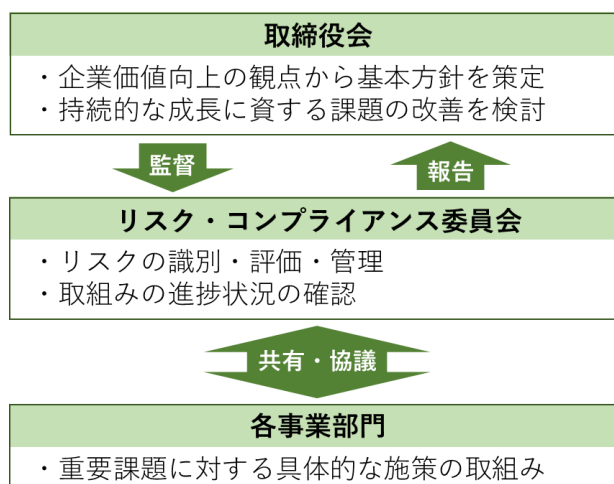 取締役会
・企業価値向上の観点から基本方針を策定
・持続的な成長に資する課題の改善を検討
監督
報告
リスク・コンプライアンス委員会
・リスクの識別・評価・管理
・取組みの進捗状況の確認
共有・協議
各事業部門
・重要課題に対する具体的な施策の取組み